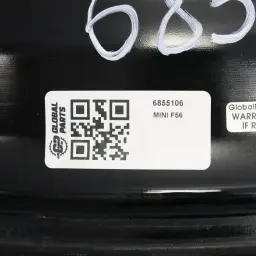 685
GLOBAL
PARTS
6855106
MINI F56
Global
WARR
IF R